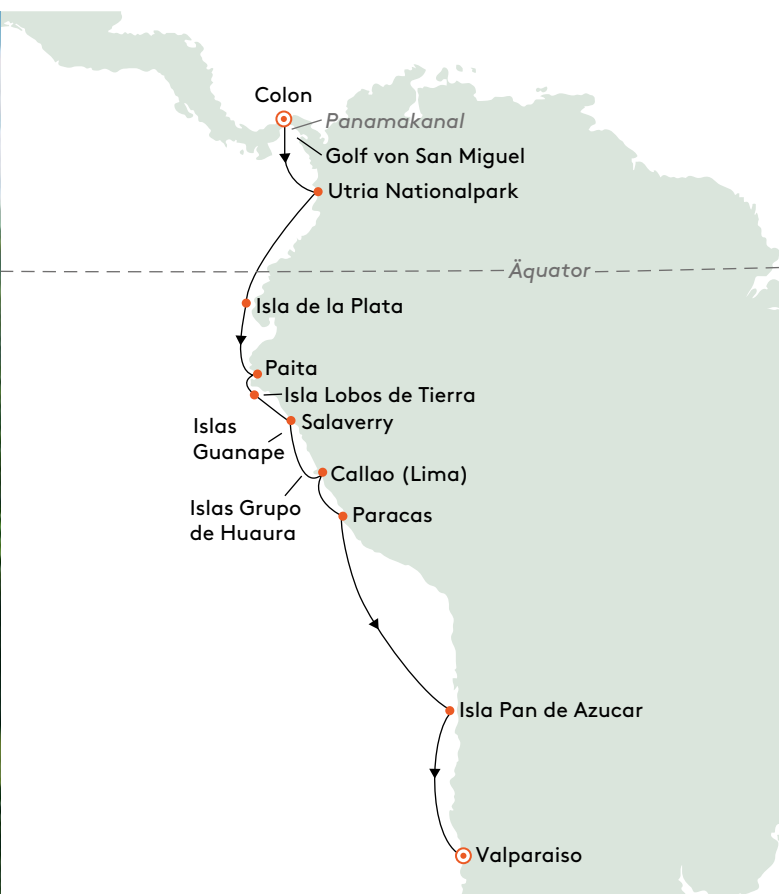 Colon
Panamakanal
Golf von San Miguel
Utria Nationalpark
Äquator
Isla de la Plata
Paita
Isla Lobos de Tierra
Salaverry
Islas
Guanape
Callao (Lima)
Islas Grupo
de Huaura
Paracas
Isla Pan de Azucar
Valparaiso